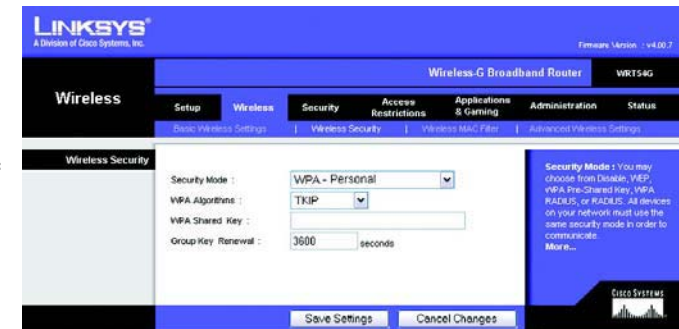 LINKSYS®
A Division of Cisco Systems, Inc.
Firmware Version : v4.00.7
Wireless-G Broadband Router WRT54G
Wireless
Setup Wireless Security Access Restrictions Applications & Gaming Administration Status
Basic Wireless Settings | Wireless Security | Wireless MAC Filter | Advanced Wireless Settings
Wireless Security
Security Mode : WPA - Personal
WPA Algorithms : TKIP
WPA Shared Key :
Group Key Renewal : 3600 seconds
Security Mode : You may
choose from Disable, WEP,
WPA Pre-Shared Key, WPA
RADIUS, or RADIUS. All devices
on your network must use the
same security mode in order to
communicate.
More...
CISCO SYSTEMS
Save Settings Cancel Changes